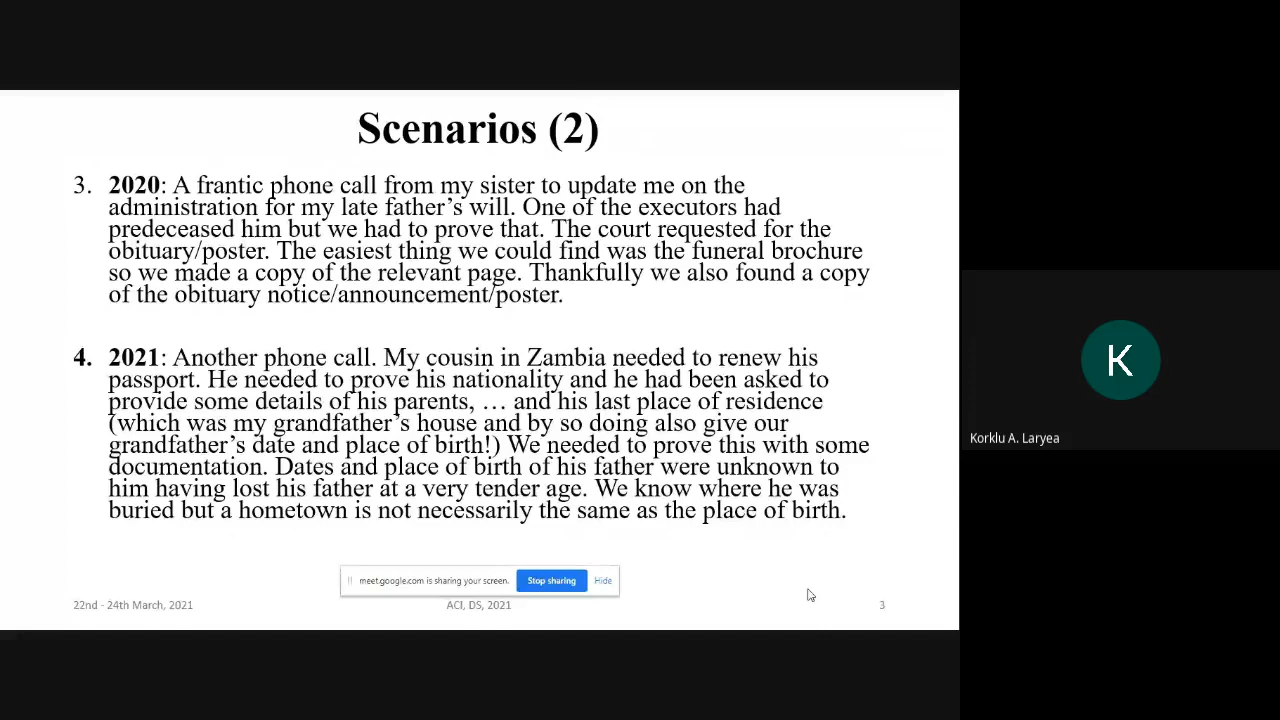 Scenarios (2)
3. 2020: A frantic phone call from my sister to update me on the
administration for my late father’s will. One of the executors had
predeceased him but we had to prove that. The court requested for the
obituary/poster. The easiest thing we could find was the funeral brochure
so we made a copy of the relevant page. Thankfully we also found a copy
of the obituary notice/announcement/poster.
4. 2021: Another phone call. My cousin in Zambia needed to renew his
passport. He needed to prove his nationality and he had been asked to
provide some details of his parents, … and his last place of residence
(which was my grandfather’s house and by so doing also give our
grandfather’s date and place of birth!) We needed to prove this with some
documentation. Dates and place of birth of his father were unknown to
him having lost his father at a very tender age. We know where he was
buried but a hometown is not necessarily the same as the place of birth.
meet.google.com is sharing your screen. Stop sharing Hide
22nd - 24th March, 2021 ACI, DS, 2021 3
K
Korklu A. Laryea